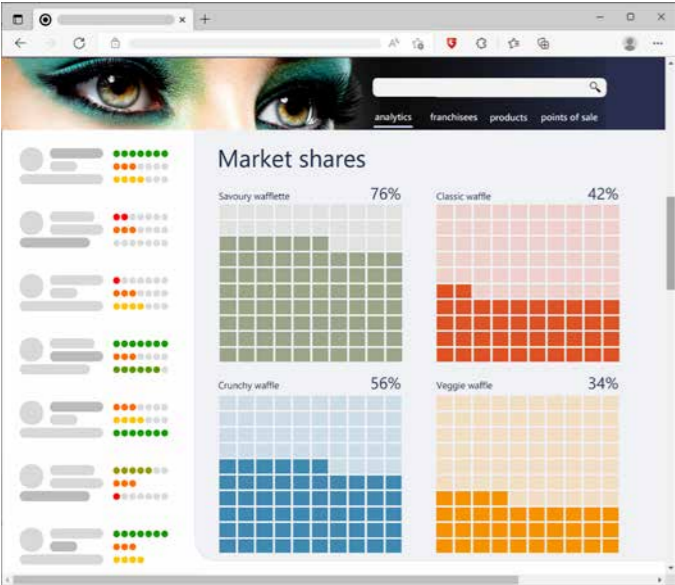 analytics franchisees products points of sale
Market shares
Savoury wafflette 76% Classic waffle 42%
Crunchy waffle 56% Veggie waffle 34%